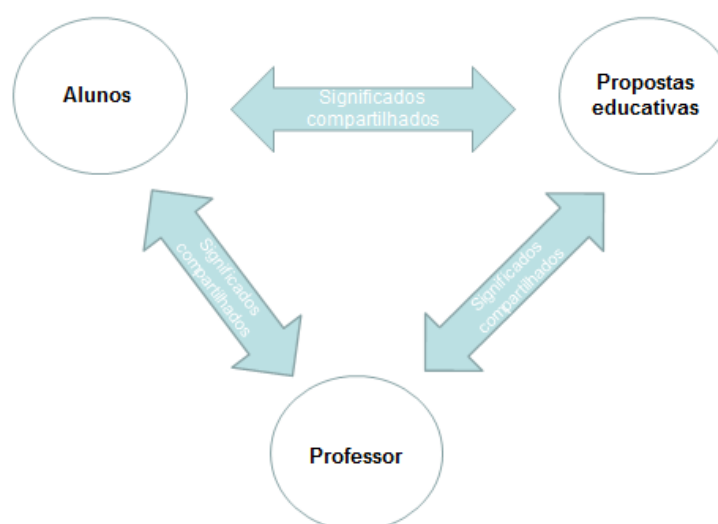 Alunos
Significados
compartilhados
Propostas
educativas
Significados
compartilhados
Significados
compartilhados
Professor